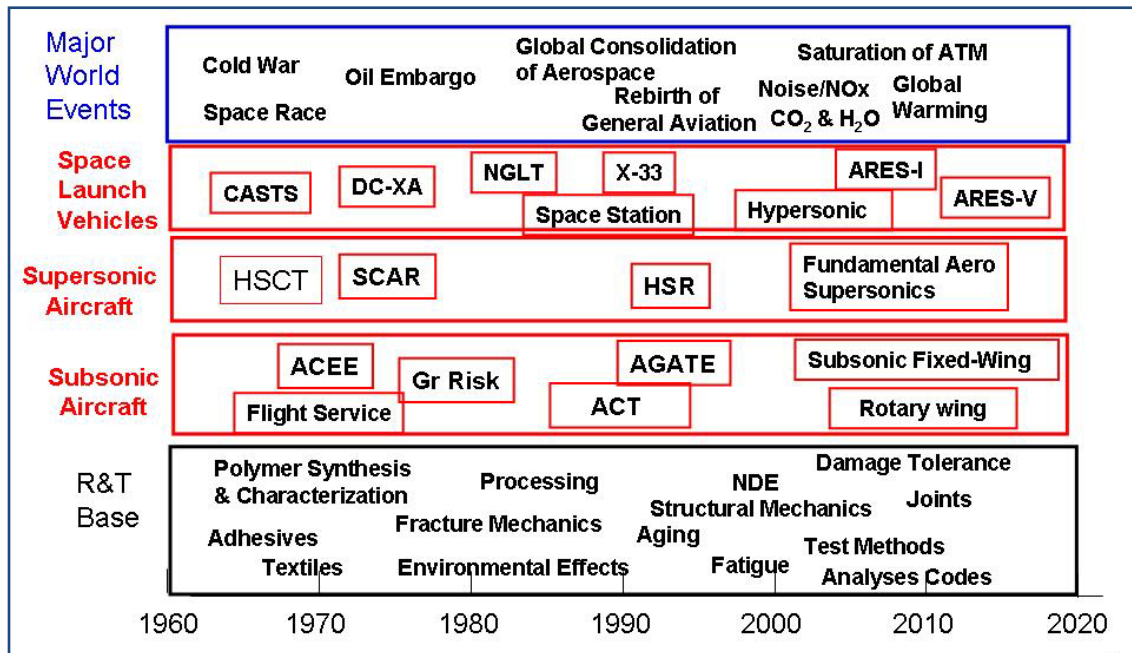 Major
World
Events
Cold War
Space Race
Oil Embargo
Global Consolidation
of Aerospace
Rebirth of
General Aviation
Saturation of ATM
Noise/NOx
CO₂ & H₂O
Global
Warming
Space
Launch
Vehicles
CASTS
DC-XA
NGLT
Space Station
X-33
Hypersonic
ARES-I
ARES-V
Supersonic
Aircraft
HSCT
SCAR
HSR
Fundamental Aero
Supersonics
Subsonic
Aircraft
ACEE
Flight Service
Gr Risk
ACT
AGATE
Subsonic Fixed-Wing
Rotary wing
R&T
Base
Polymer Synthesis
& Characterization
Adhesives
Textiles
Processing
Fracture Mechanics
Environmental Effects
NDE
Structural Mechanics
Aging
Fatigue
Damage Tolerance
Joints
Test Methods
Analyses Codes
1960 1970 1980 1990 2000 2010 2020